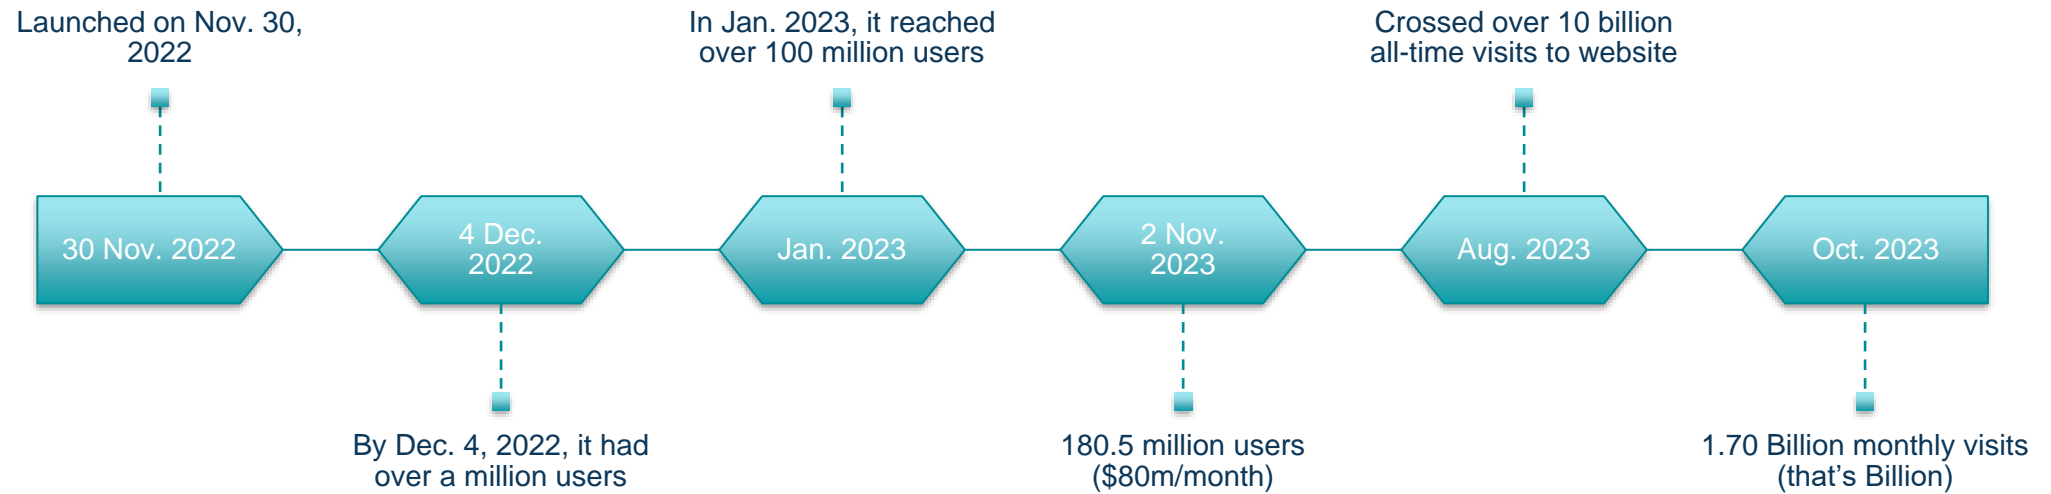 Launched on Nov. 30,
2022
In Jan. 2023, it reached
over 100 million users
Crossed over 10 billion
all-time visits to website
30 Nov. 2022
4 Dec.
2022
Jan. 2023
2 Nov.
2023
Aug. 2023
Oct. 2023
By Dec. 4, 2022, it had
over a million users
180.5 million users
($80m/month)
1.70 Billion monthly visits
(that’s Billion)